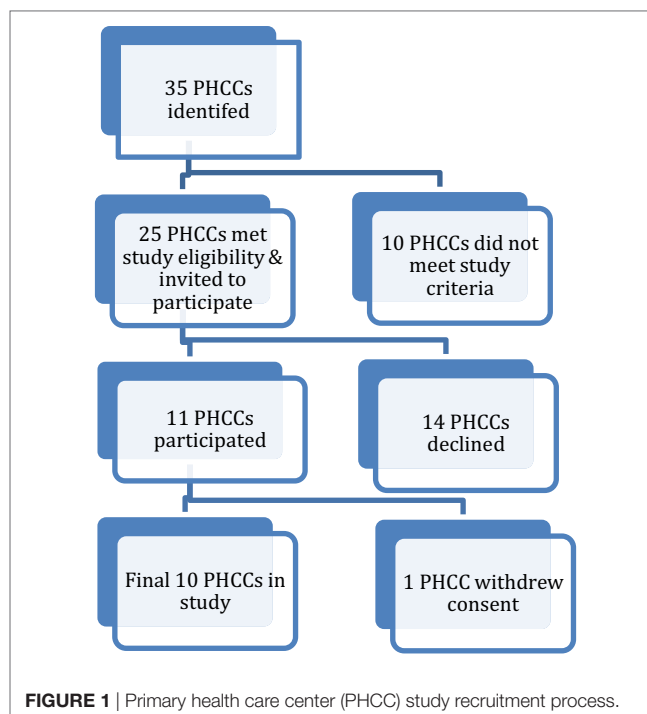 35 PHCCs
identifed
25 PHCCs met
study eligibility &
invited to
participate
10 PHCCs did not
meet study
criteria
11 PHCCs
participated
14 PHCCs
declined
Final 10 PHCCs in
study
1 PHCC withdrew
consent
FIGURE 1 | Primary health care center (PHCC) study recruitment process.